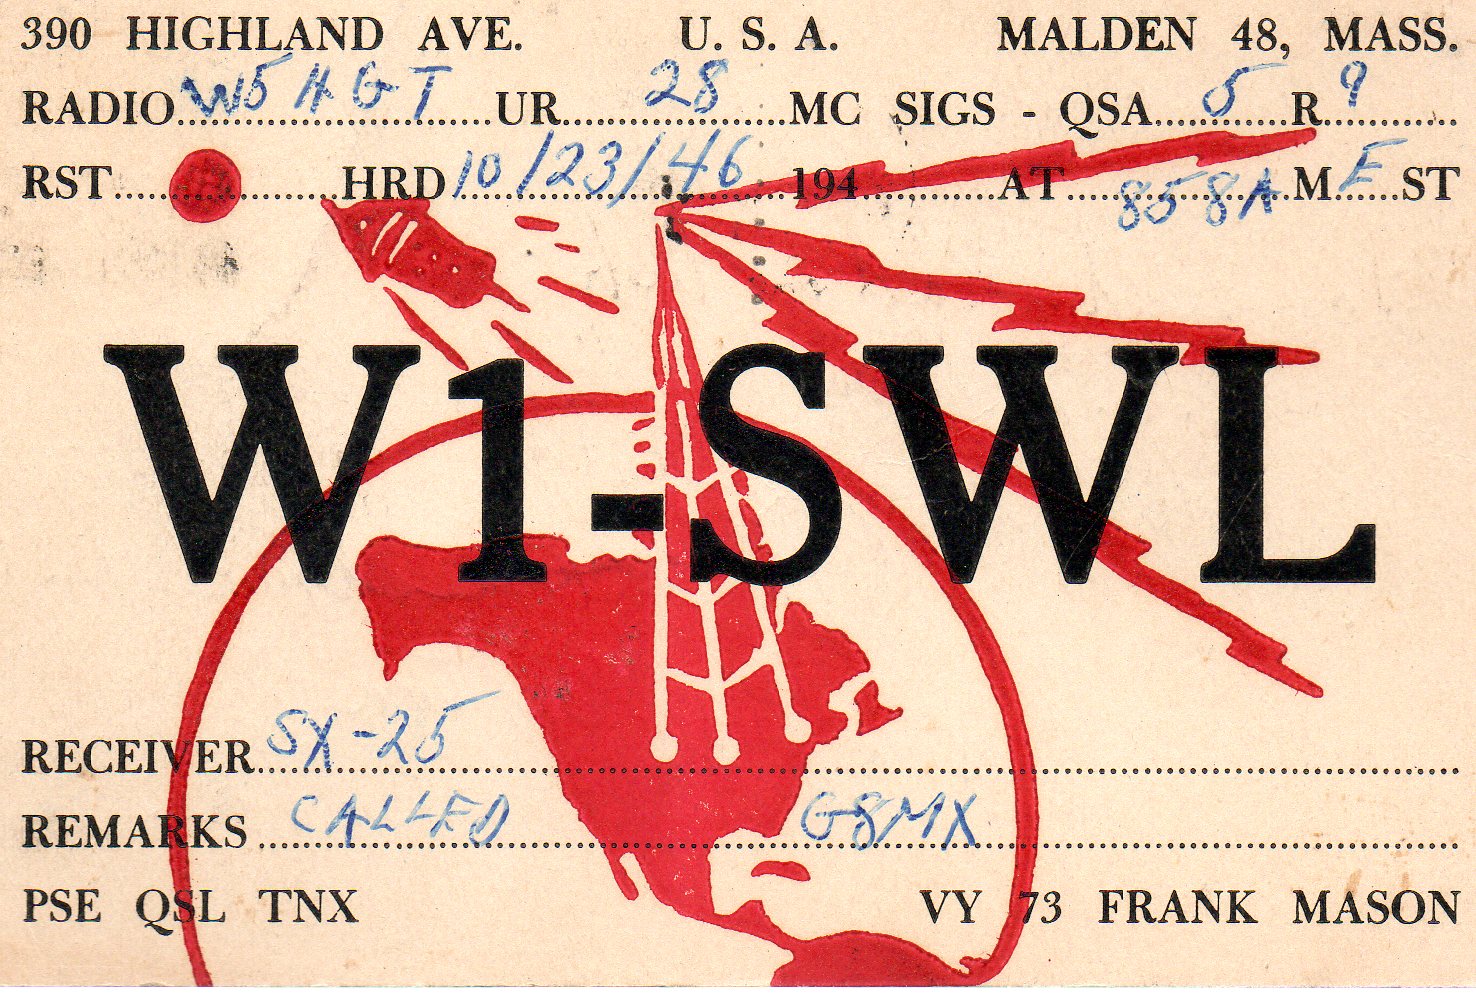 390 HIGHLAND AVE. U. S. A. MALDEN 48, MASS.
RADIO W5HGT UR 28 MC SIGS - QSA 5 R 9
RST HRD 10/23/46 194 AT 858A M E ST
W1-SWL
RECEIVER SX-25
REMARKS CALLED G8MX
PSE QSL TNX VY 73 FRANK MASON